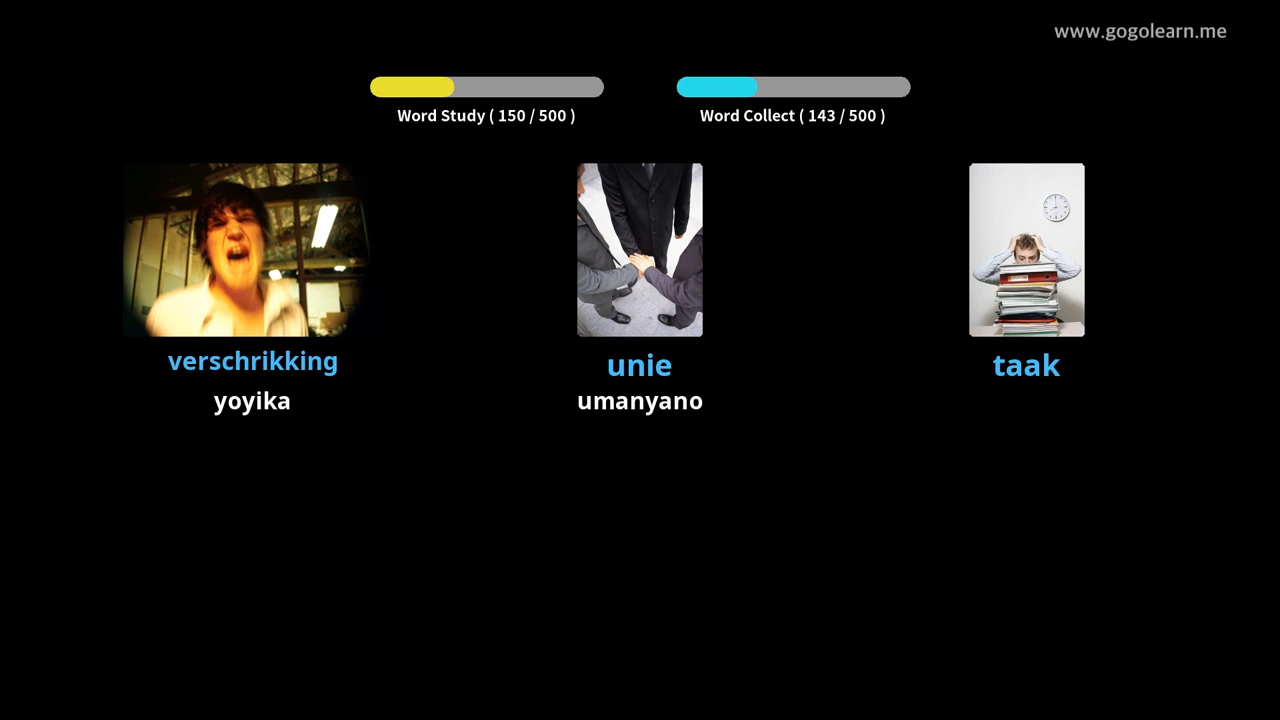 www.gogolearn.me
Word Study ( 150 / 500 )
Word Collect ( 143 / 500 )
verschrikking
yoyika
unie
umanyano
taak